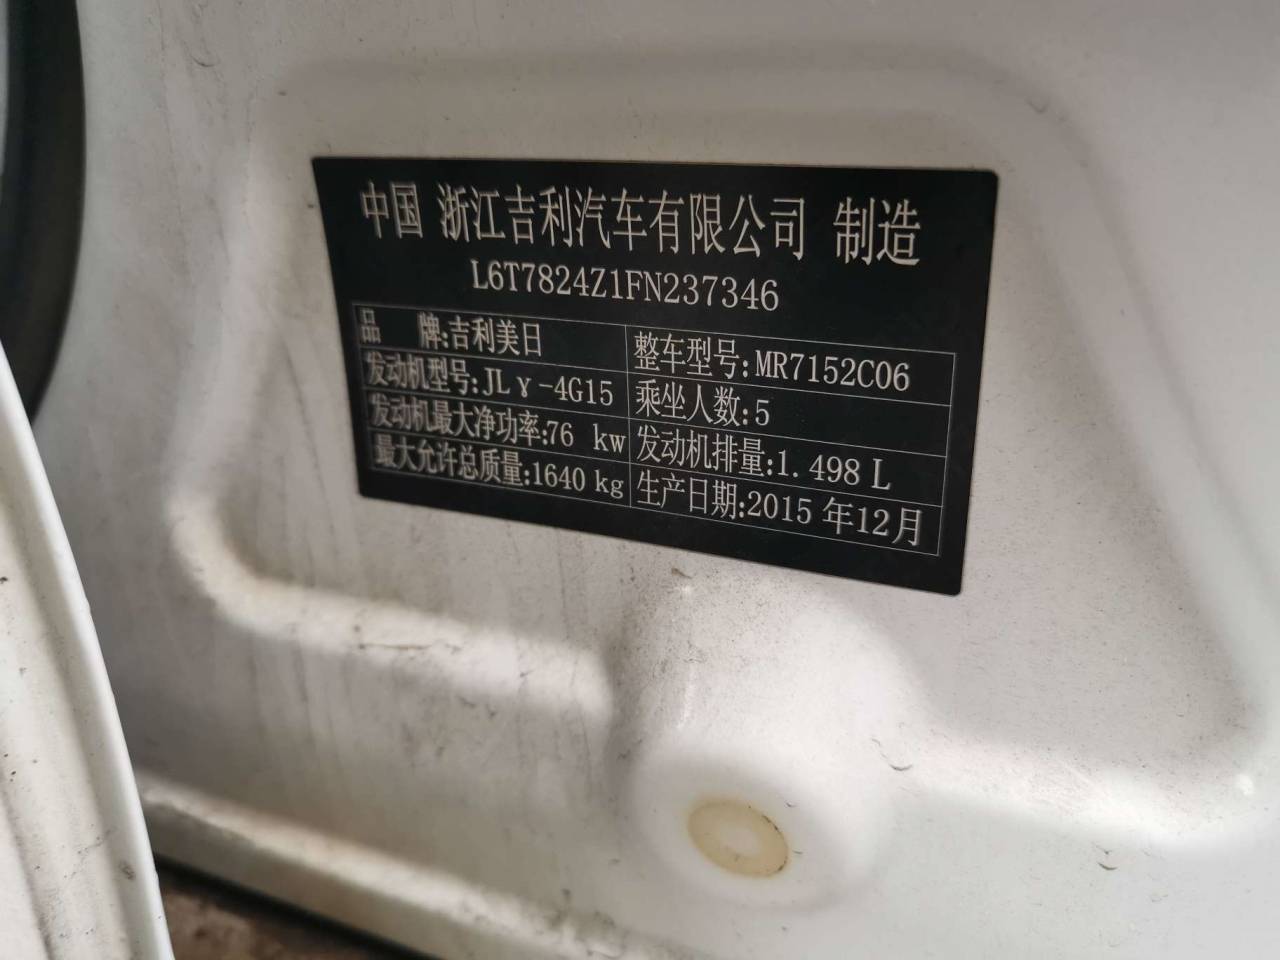 中国 浙江吉利汽车有限公司 制造
L6T7824Z1FN237346
品 牌:吉利美日 整车型号:MR7152C06
发动机型号:JLγ-4G15 乘坐人数:5
发动机最大净功率:76 kw 发动机排量:1.498 L
最大允许总质量:1640 kg 生产日期:2015 年12月